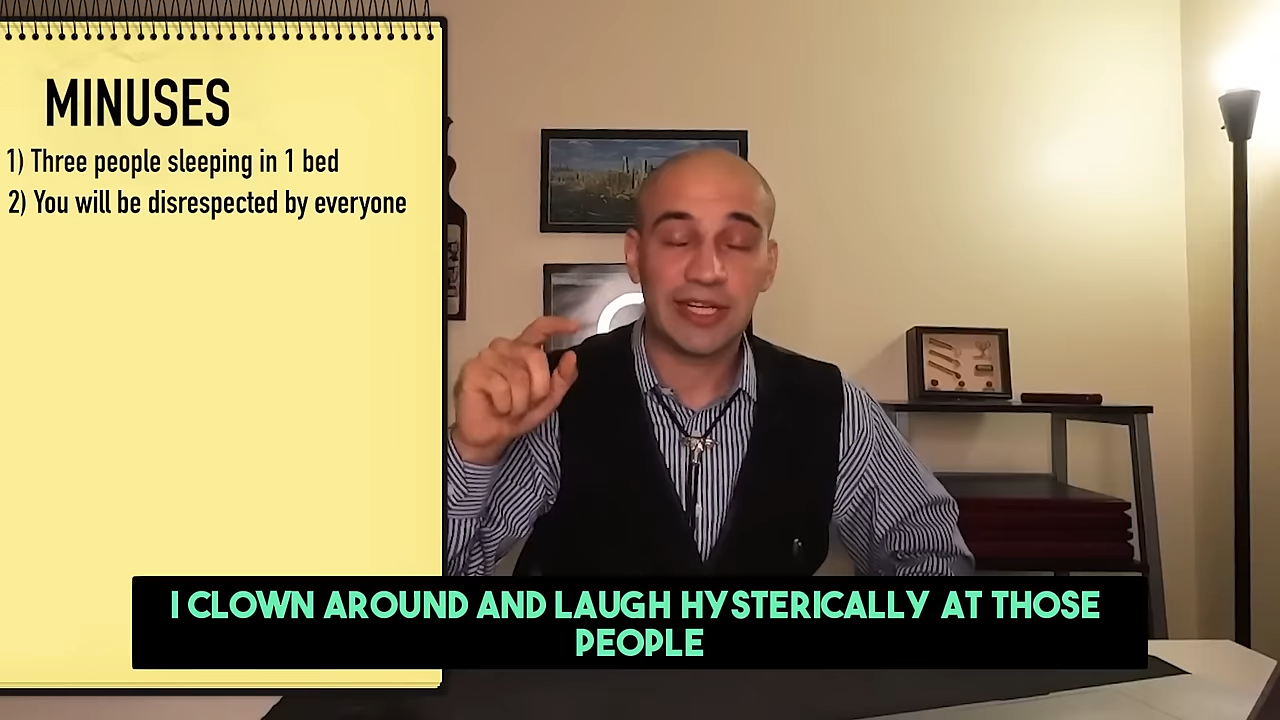 MINUSES
1) Three people sleeping in 1 bed
2) You will be disrespected by everyone
I CLOWN AROUND AND LAUGH HYSTERICALLY AT THOSE
PEOPLE